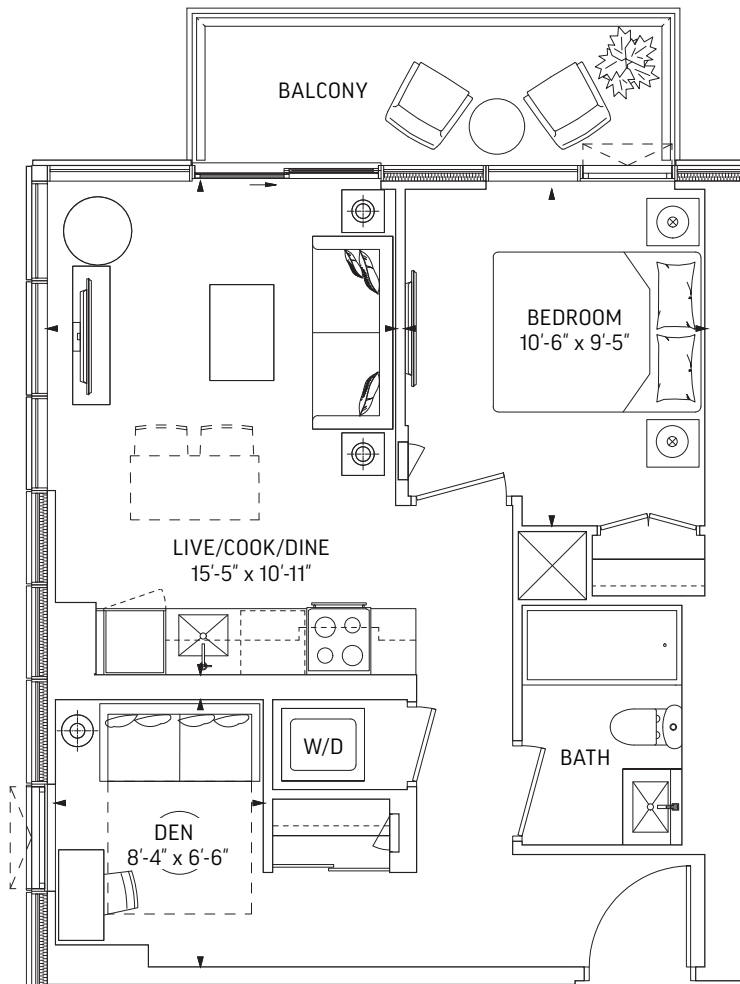 BALCONY
BEDROOM
10'-6" x 9'-5"
LIVE/COOK/DINE
15'-5" x 10'-11"
W/D
BATH
DEN
8'-4" x 6'-6"